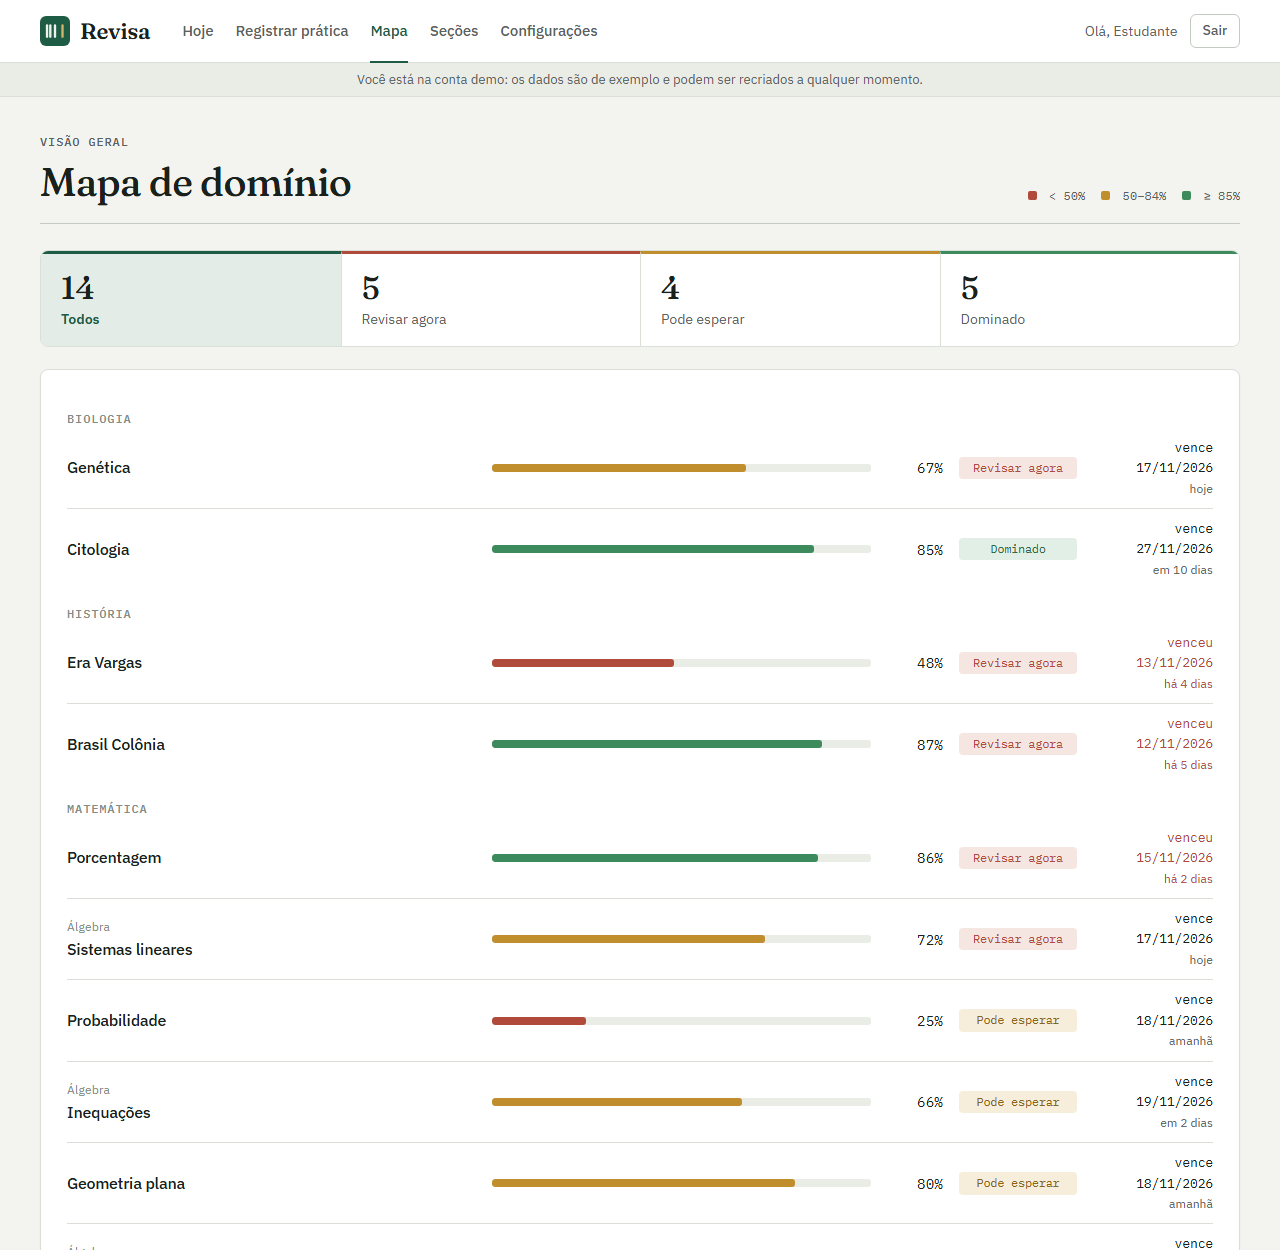 Revisa Hoje Registrar prática Mapa Seções Configurações Olá, Estudante Sair
Você está na conta demo: os dados são de exemplo e podem ser recriados a qualquer momento.
VISÃO GERAL
Mapa de domínio
< 50% 50–84% ≥ 85%
14 5 4 5
Todos Revisar agora Pode esperar Dominado
BIOLOGIA
Genética 67% Revisar agora vence
17/11/2026
hoje
Citologia 85% Dominado vence
27/11/2026
em 10 dias
HISTÓRIA
Era Vargas 48% Revisar agora venceu
13/11/2026
há 4 dias
Brasil Colônia 87% Revisar agora venceu
12/11/2026
há 5 dias
MATEMÁTICA
Porcentagem 86% Revisar agora venceu
15/11/2026
há 2 dias
Álgebra
Sistemas lineares 72% Revisar agora vence
17/11/2026
hoje
Probabilidade 25% Pode esperar vence
18/11/2026
amanhã
Álgebra
Inequações 66% Pode esperar vence
19/11/2026
em 2 dias
Geometria plana 80% Pode esperar vence
18/11/2026
amanhã
vence